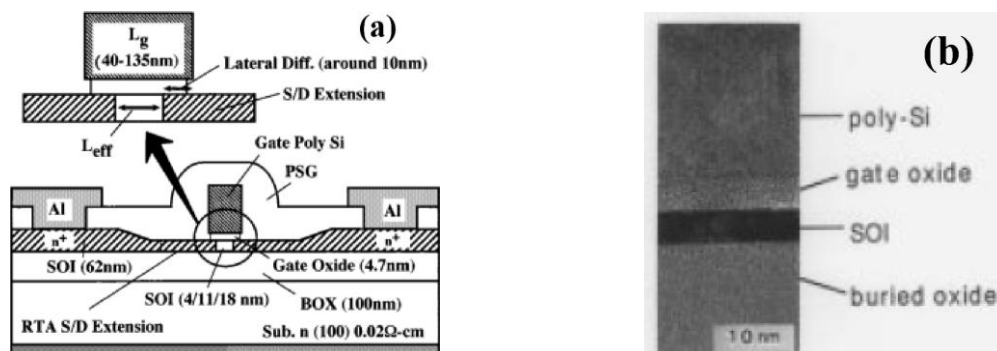 (a)
Lg
(40-135nm)
Lateral Diff. (around 10nm)
S/D Extension
Leff
Gate Poly Si
PSG
Al
Al
n+
n+
SOI (62nm)
Gate Oxide (4.7nm)
SOI (4/11/18 nm)
BOX (100nm)
RTA S/D Extension
Sub. n (100) 0.02Ω-cm
(b)
poly-Si
gate oxide
SOI
buried oxide
10 nm